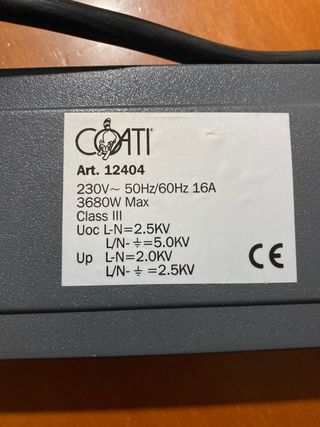 COATI
Art. 12404
230V~ 50Hz/60Hz 16A
3680W Max
Class III
Uoc L-N=2.5KV
L/N-⏚=5.0KV
Up L-N=2.0KV
L/N-⏚=2.5KV
CE